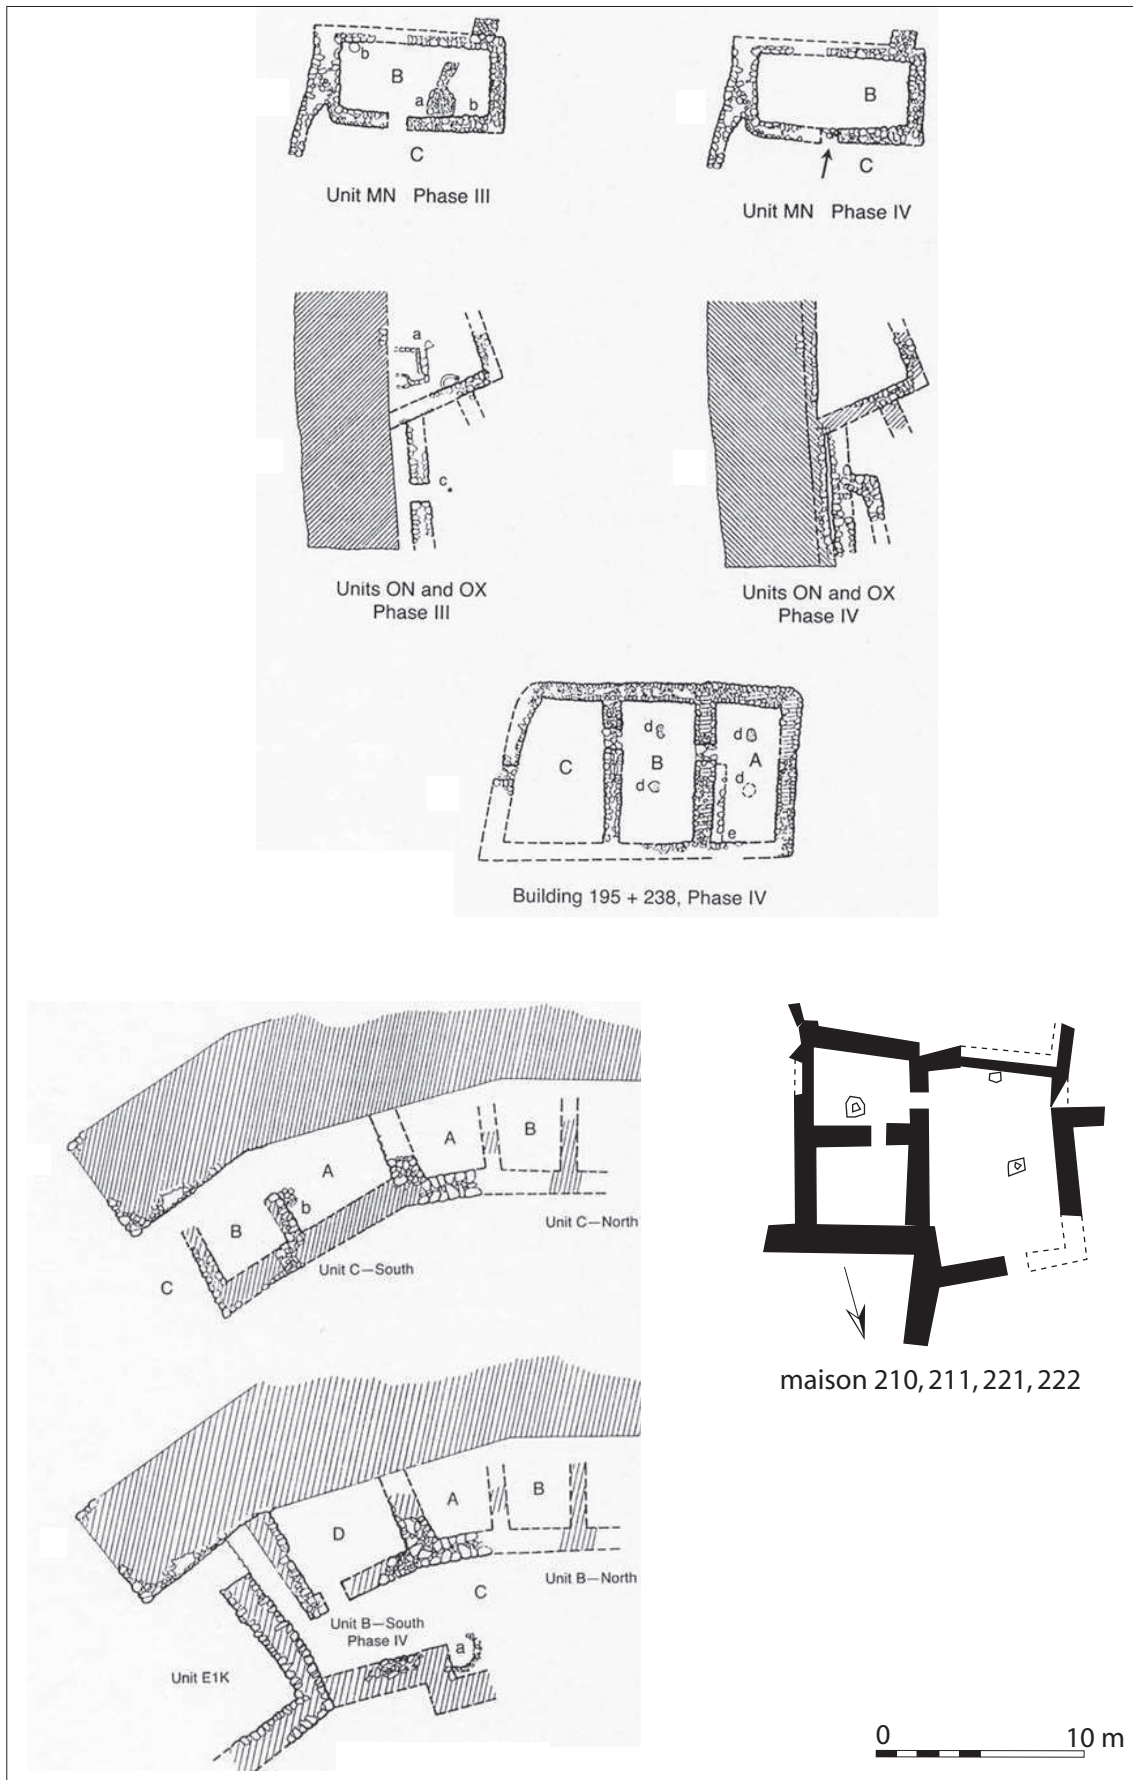 b
B
a
b
C
Unit MN Phase III
B
C
Unit MN Phase IV
a
c
Units ON and OX
Phase III
Units ON and OX
Phase IV
d
d
C
B
A
d
d
e
Building 195 + 238, Phase IV
A
B
A
b
B
Unit C—North
Unit C—South
C
maison 210, 211, 221, 222
A
B
D
Unit B—North
C
Unit B—South
Phase IV
a
Unit E1K
0 10 m